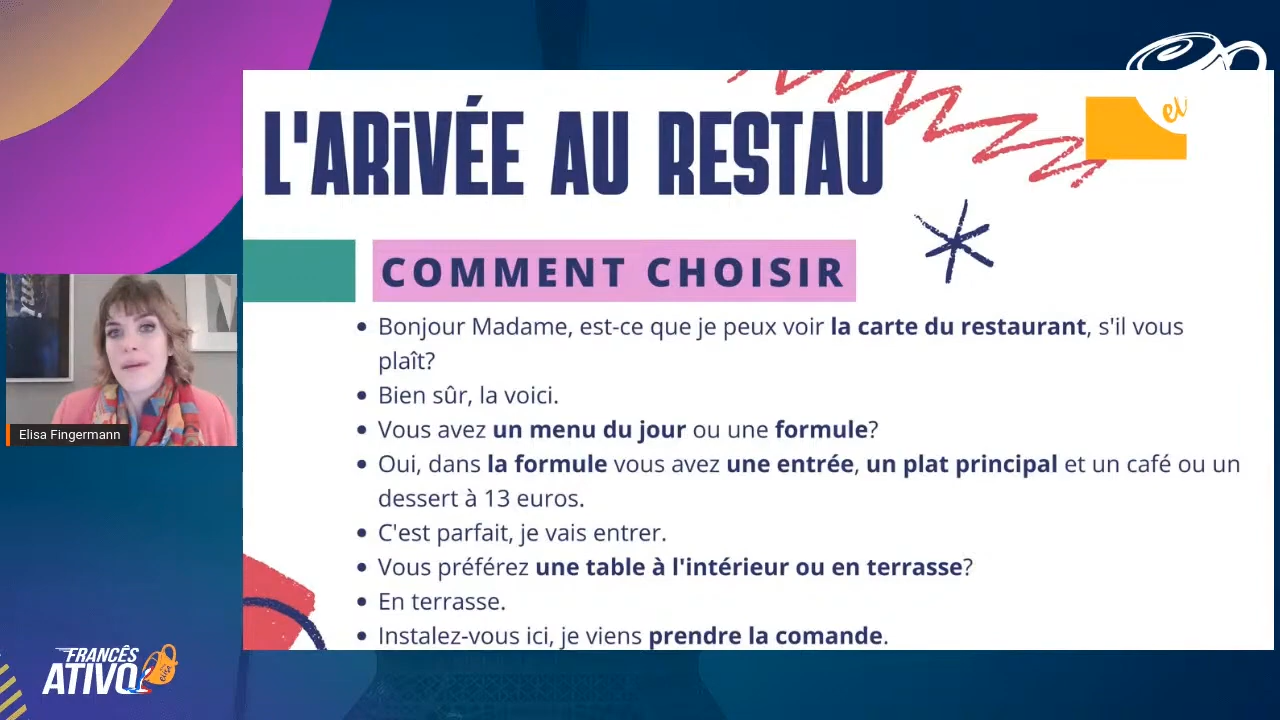 L'ARiVÉE AU RESTAU
COMMENT CHOISIR
• Bonjour Madame, est-ce que je peux voir la carte du restaurant, s'il vous
plaît?
• Bien sûr, la voici.
• Vous avez un menu du jour ou une formule?
• Oui, dans la formule vous avez une entrée, un plat principal et un café ou un
dessert à 13 euros.
• C'est parfait, je vais entrer.
• Vous préférez une table à l'intérieur ou en terrasse?
• En terrasse.
• Instalez-vous ici, je viens prendre la comande.
Elisa Fingermann
FRANCÊS
ATIVO